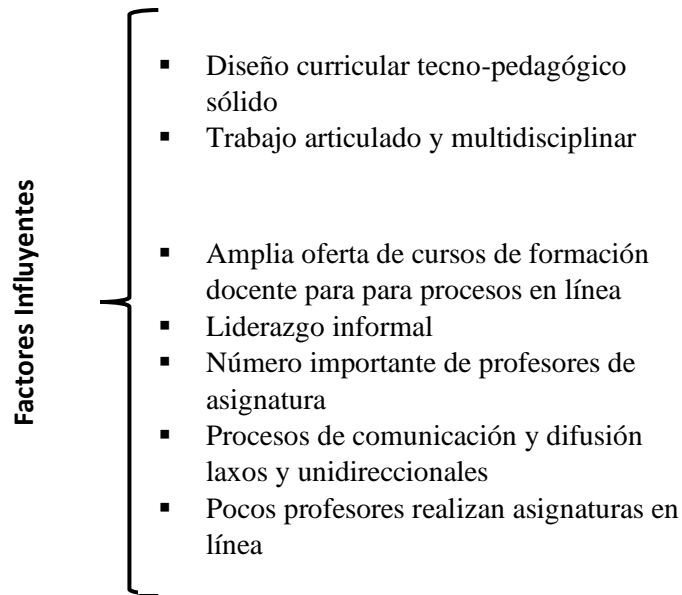 Factores Influyentes
▪ Diseño curricular tecno-pedagógico
sólido
▪ Trabajo articulado y multidisciplinar
▪ Amplia oferta de cursos de formación
docente para para procesos en línea
▪ Liderazgo informal
▪ Número importante de profesores de
asignatura
▪ Procesos de comunicación y difusión
laxos y unidireccionales
▪ Pocos profesores realizan asignaturas en
línea